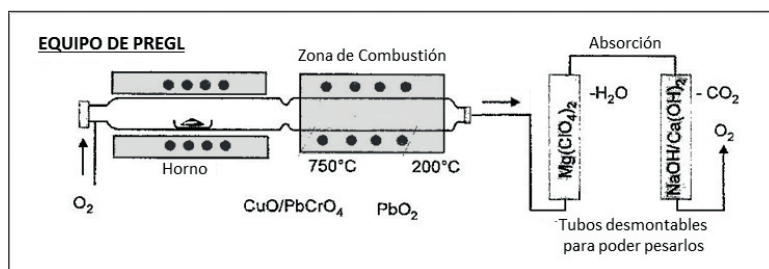 EQUIPO DE PREGL
Zona de Combustión
Absorción
-H₂O
- CO₂
O₂
Mg(ClO₄)₂
NaOH/Ca(OH)₂
Horno
750°C
200°C
O₂
CuO/PbCrO₄
PbO₂
Tubos desmontables
para poder pesarlos